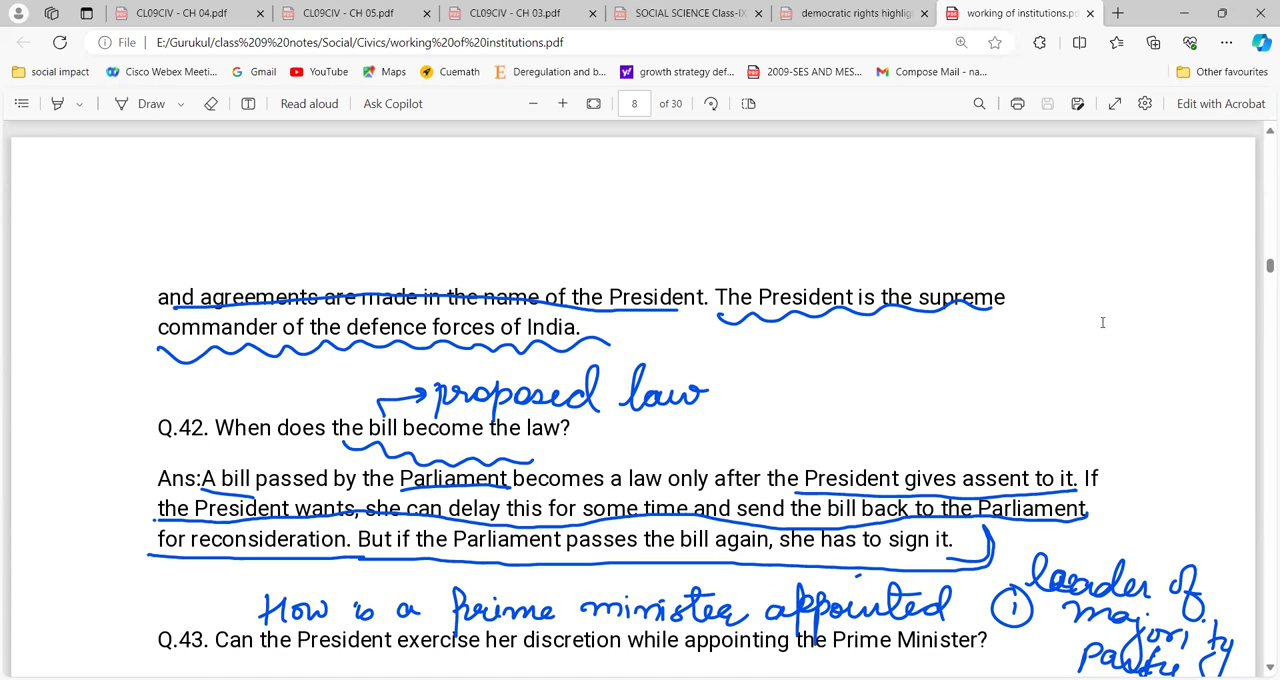 CL09CIV - CH 04.pdf
CL09CIV - CH 05.pdf
CL09CIV - CH 03.pdf
SOCIAL SCIENCE Class-IX
democratic rights highlig
working of institutions.pd
File E:/Gurukul/class%209%20notes/Social/Civics/working%20of%20institutions.pdf
social impact Cisco Webex Meeti... Gmail YouTube Maps Cuemath Deregulation and b... growth strategy def... 2009-SES AND MES... Compose Mail - na... Other favourites
Draw Read aloud Ask Copilot 8 of 30 Edit with Acrobat
and agreements are made in the name of the President. The President is the supreme
commander of the defence forces of India.
proposed law
Q.42. When does the bill become the law?
Ans:A bill passed by the Parliament becomes a law only after the President gives assent to it. If
the President wants, she can delay this for some time and send the bill back to the Parliament
for reconsideration. But if the Parliament passes the bill again, she has to sign it.
How is a prime minister appointed
1 leader of
majority
party
Q.43. Can the President exercise her discretion while appointing the Prime Minister?